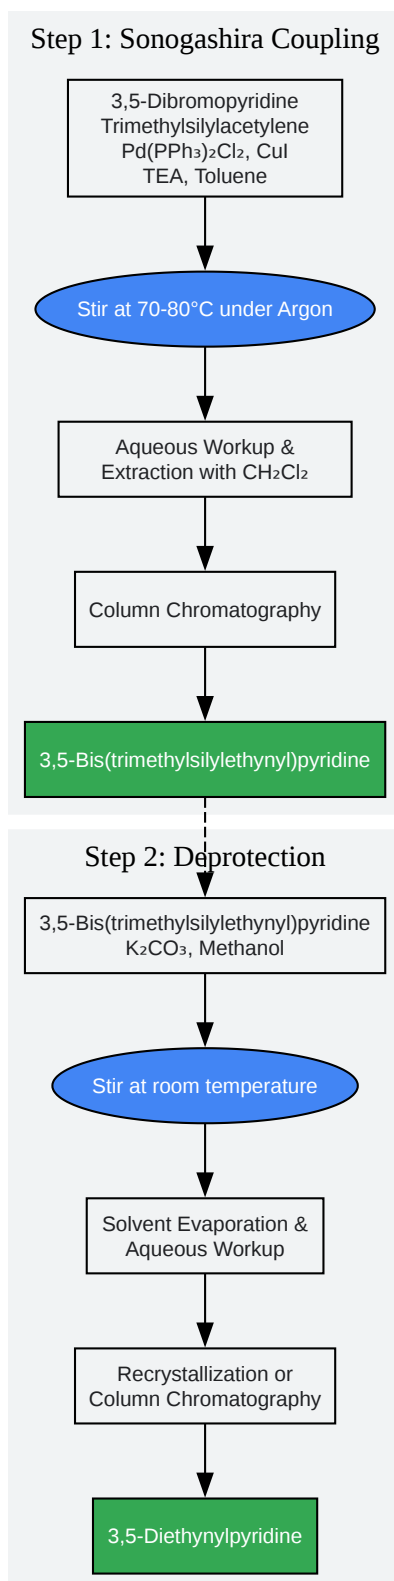 Step 1: Sonogashira Coupling
3,5-Dibromopyridine
Trimethylsilylacetylene
Pd(PPh₃)₂Cl₂, CuI
TEA, Toluene
Stir at 70-80°C under Argon
Aqueous Workup &
Extraction with CH₂Cl₂
Column Chromatography
3,5-Bis(trimethylsilylethynyl)pyridine
Step 2: Deprotection
3,5-Bis(trimethylsilylethynyl)pyridine
K₂CO₃, Methanol
Stir at room temperature
Solvent Evaporation &
Aqueous Workup
Recrystallization or
Column Chromatography
3,5-Diethynylpyridine